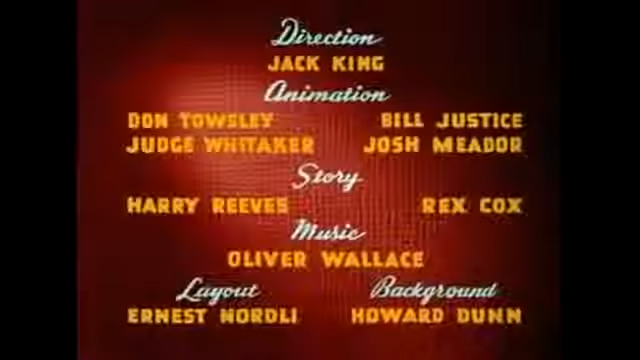 Direction
JACK KING
Animation
DON TOWSLEY BILL JUSTICE
JUDGE WHITAKER JOSH MEADOR
Story
HARRY REEVES REX COX
Music
OLIVER WALLACE
Layout Background
ERNEST NORDLI HOWARD DUNN